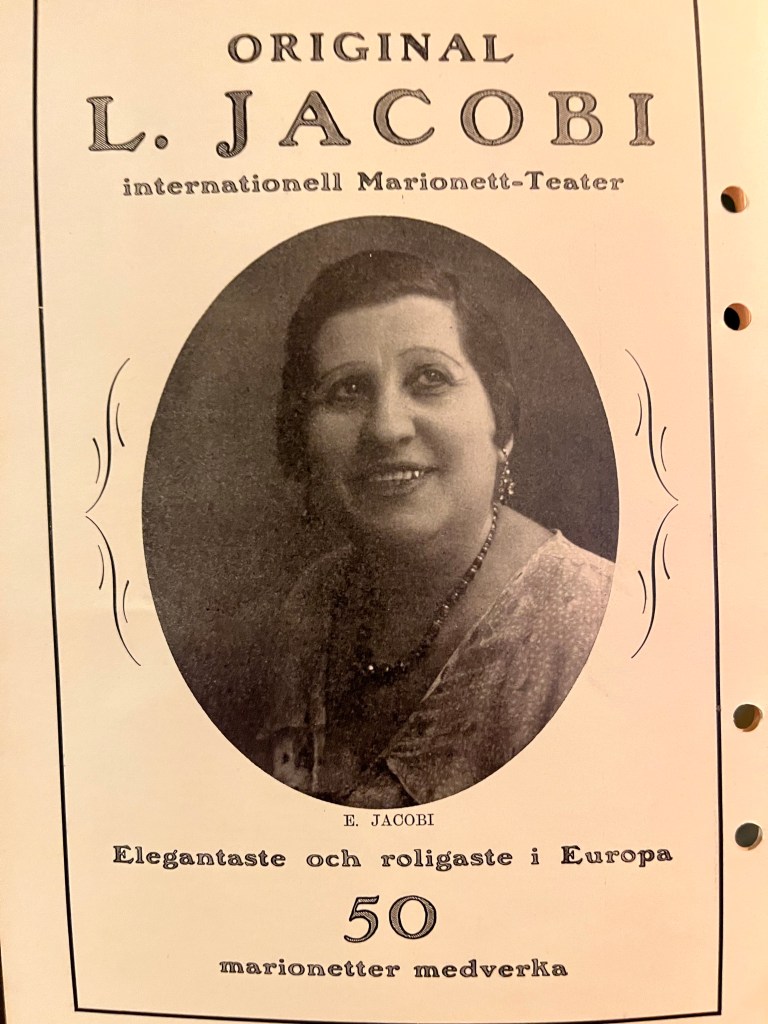 ORIGINAL
L. JACOBI
internationell Marionett-Teater
E. JACOBI
Elegantaste och roligaste i Europa
50
marionetter medverka